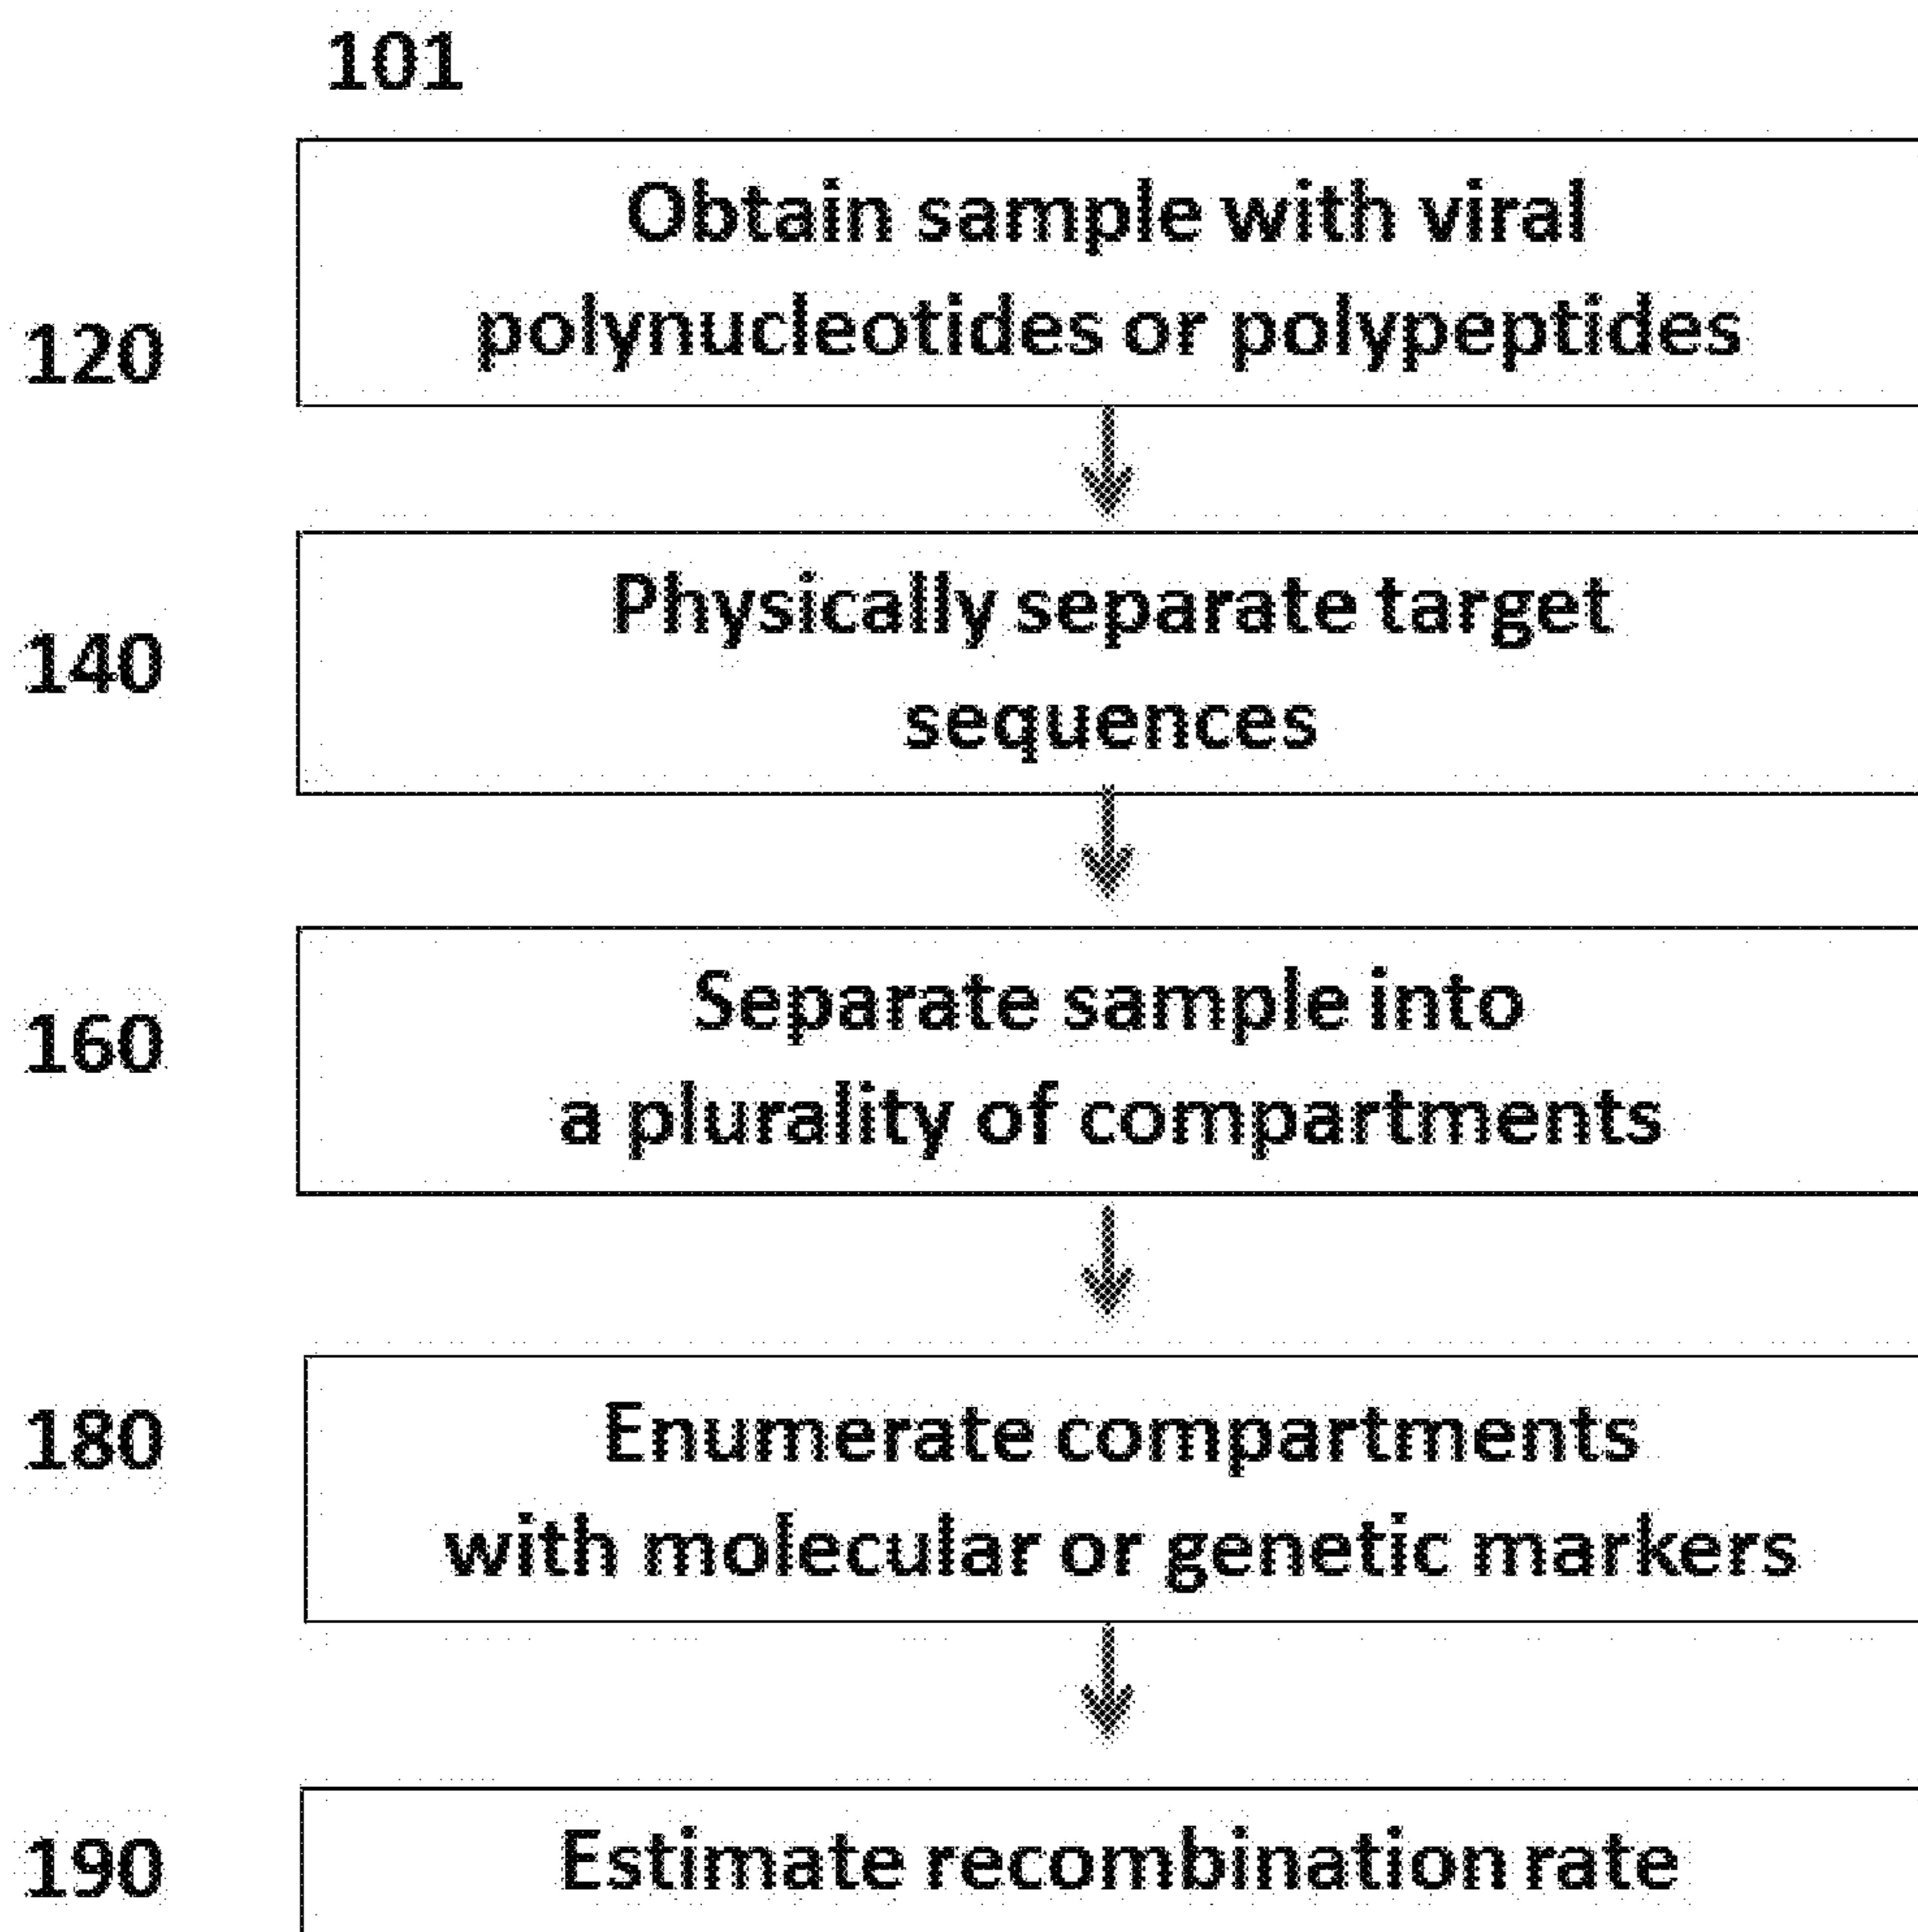 101
Obtain sample with viral
120
polynucleotides or polypeptides
Physically separate target
140
sequences
Separate sample into
160
a plurality of compartments
180
Enumerate compartments
with molecular or genetic markers
190
Estimate recombination rate